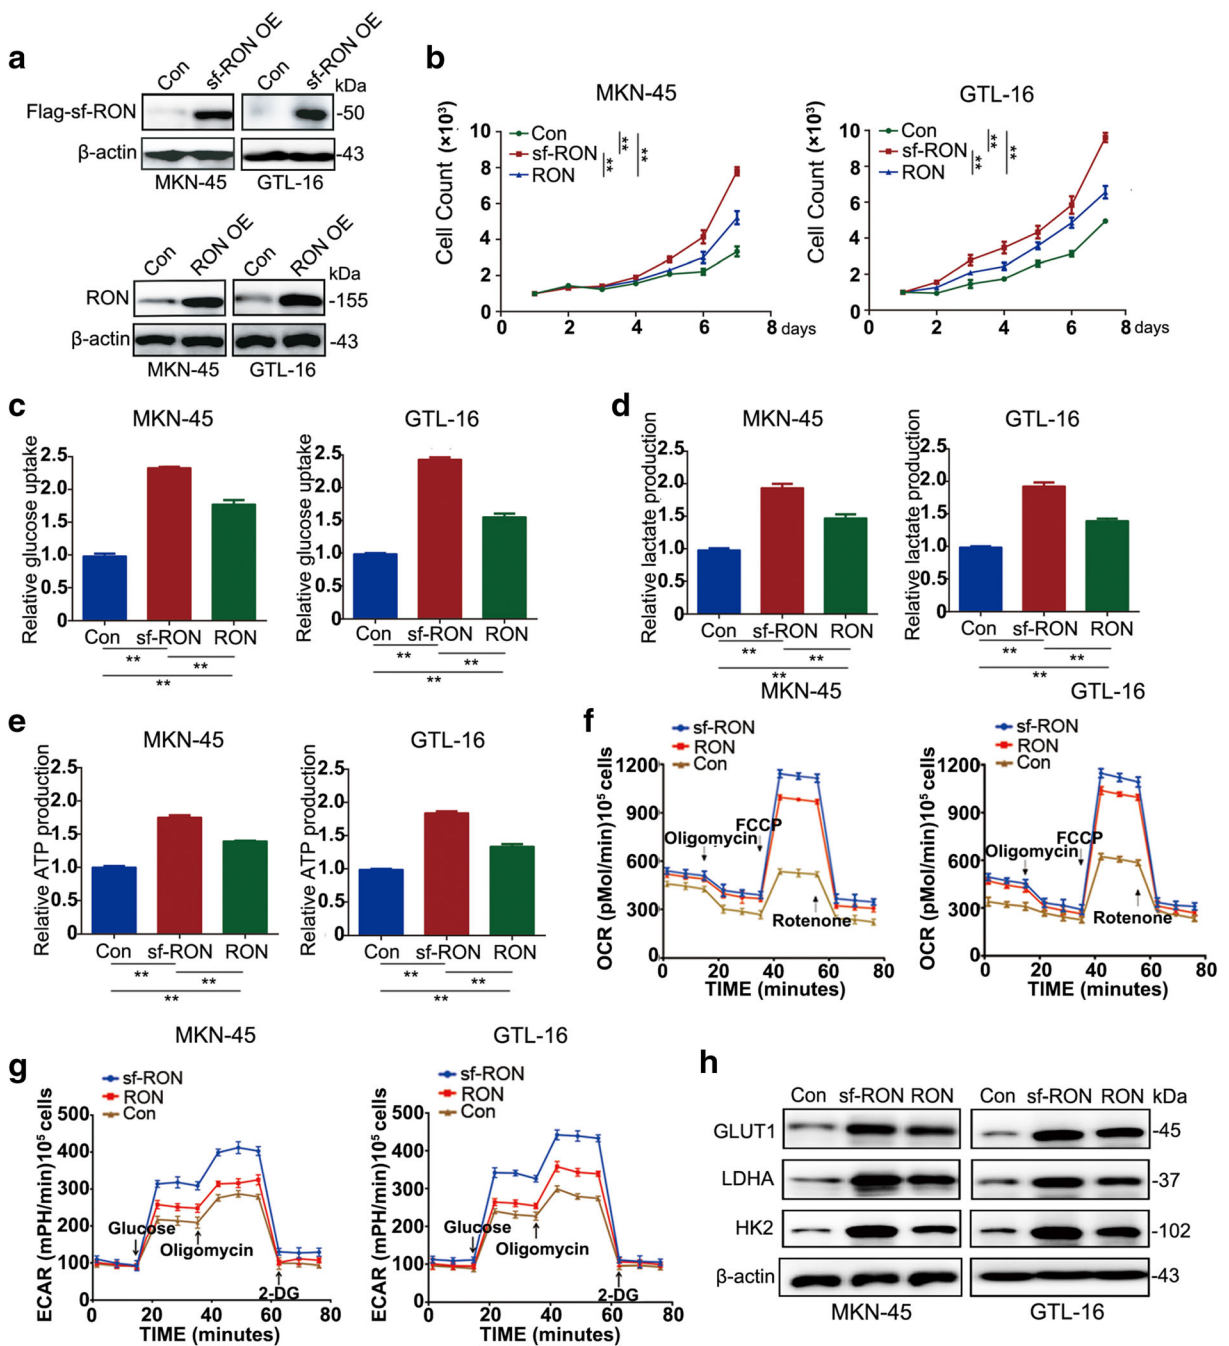 a
Con
sf-RON OE
Con
sf-RON OE
kDa
Flag-sf-RON
-50
β-actin
-43
MKN-45
GTL-16
Con
RON OE
Con
RON OE
kDa
RON
-155
β-actin
-43
MKN-45
GTL-16
b
MKN-45
Cell Count (×10³)
10
8
6
4
2
0
Con
sf-RON
RON
**
**
**
0 2 4 6 8 days
GTL-16
Cell Count (×10³)
10
8
6
4
2
0
Con
sf-RON
RON
**
**
**
0 2 4 6 8 days
c
MKN-45
Relative glucose uptake
2.5
2.0
1.5
1.0
0.5
0
Con sf-RON RON
** **
**
GTL-16
Relative glucose uptake
2.5
2.0
1.5
1.0
0.5
0
Con sf-RON RON
** **
**
d
MKN-45
Relative lactate production
2.5
2.0
1.5
1.0
0.5
0
Con sf-RON RON
** **
**
GTL-16
Relative lactate production
2.5
2.0
1.5
1.0
0.5
0
Con sf-RON RON
** **
**
e
MKN-45
Relative ATP production
2.5
2.0
1.5
1.0
0.5
0
Con sf-RON RON
** **
**
GTL-16
Relative ATP production
2.5
2.0
1.5
1.0
0.5
0
Con sf-RON RON
** **
**
f
MKN-45
sf-RON
RON
Con
OCR (pMol/min)10⁵ cells
1200
900
600
300
0
Oligomycin
FCCP
Rotenone
0 20 40 60 80
TIME (minutes)
GTL-16
sf-RON
RON
Con
OCR (pMol/min)10⁵ cells
1200
900
600
300
0
Oligomycin
FCCP
Rotenone
0 20 40 60 80
TIME (minutes)
g
MKN-45
sf-RON
RON
Con
ECAR (mPH/min)10⁵ cells
500
400
300
200
100
0
Glucose
Oligomycin
2-DG
0 20 40 60 80
TIME (minutes)
GTL-16
sf-RON
RON
Con
ECAR (mPH/min)10⁵ cells
500
400
300
200
100
0
Glucose
Oligomycin
2-DG
0 20 40 60 80
TIME (minutes)
h
Con sf-RON RON Con sf-RON RON kDa
GLUT1 -45
LDHA -37
HK2 -102
β-actin -43
MKN-45 GTL-16